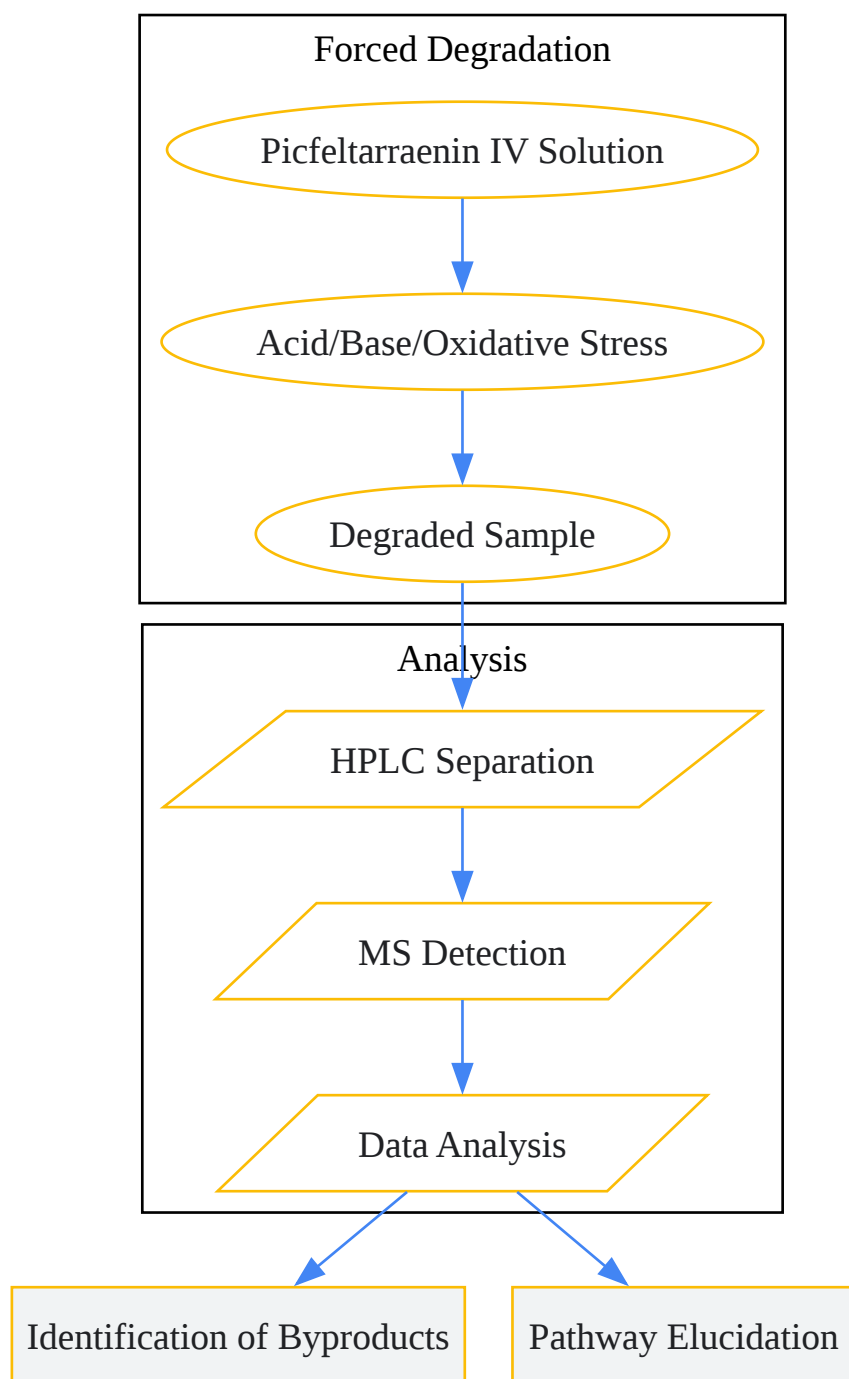 Forced Degradation
Picfeltarraenin IV Solution
Acid/Base/Oxidative Stress
Degraded Sample
Analysis
HPLC Separation
MS Detection
Data Analysis
Identification of Byproducts
Pathway Elucidation